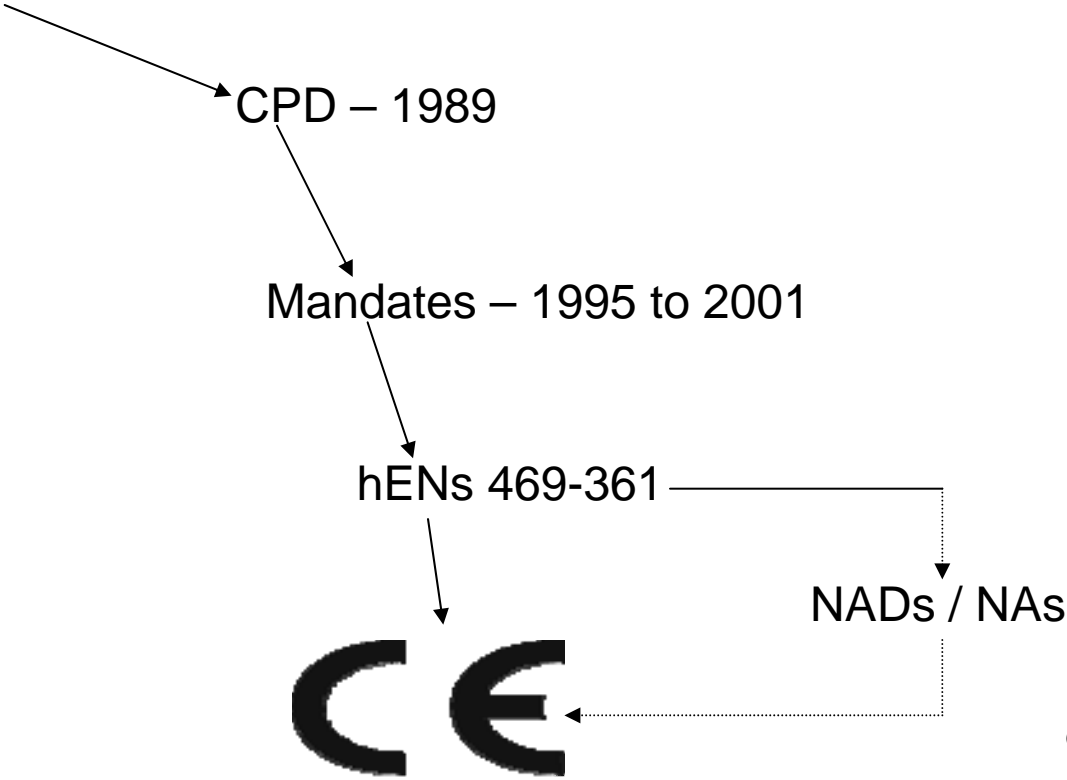 CPD – 1989
Mandates – 1995 to 2001
hENs 469-361
NADs / NAs
CE